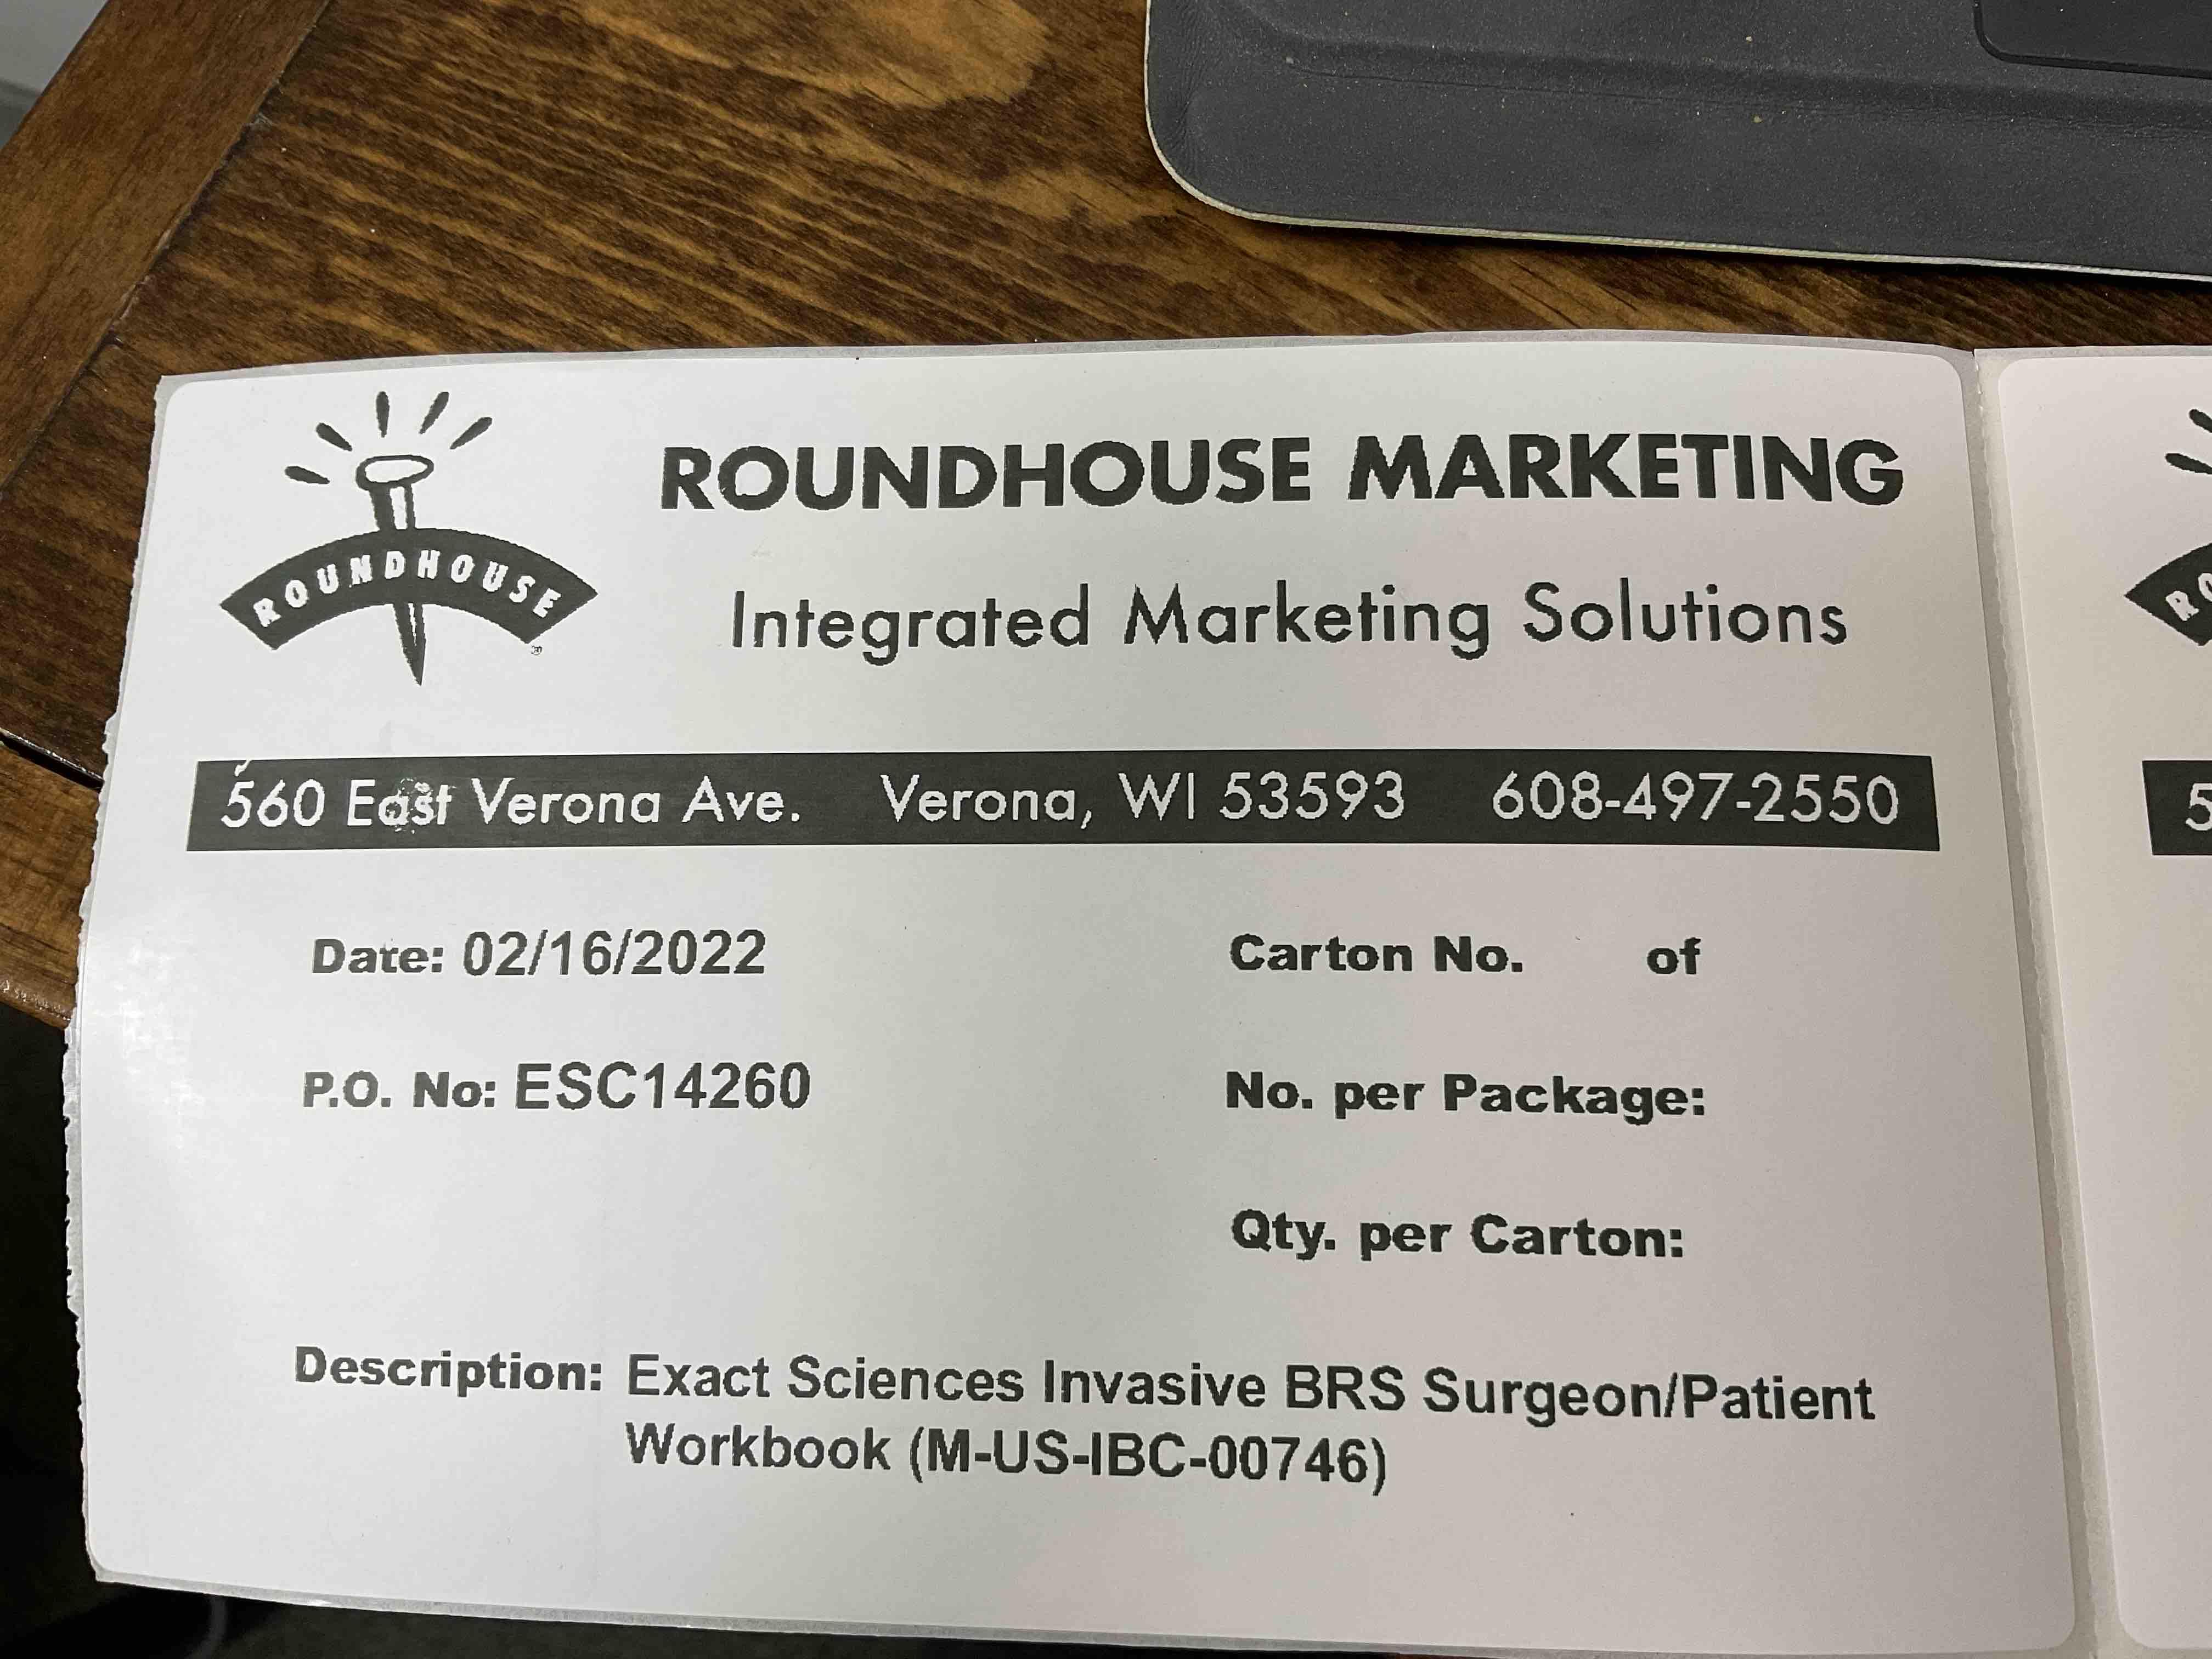 ROUNDHOUSE
ROUNDHOUSE MARKETING
Integrated Marketing Solutions
560 East Verona Ave. Verona, WI 53593 608-497-2550
Date: 02/16/2022 Carton No. of
P.O. No: ESC14260 No. per Package:
Qty. per Carton:
Description: Exact Sciences Invasive BRS Surgeon/Patient
Workbook (M-US-IBC-00746)
RO
5